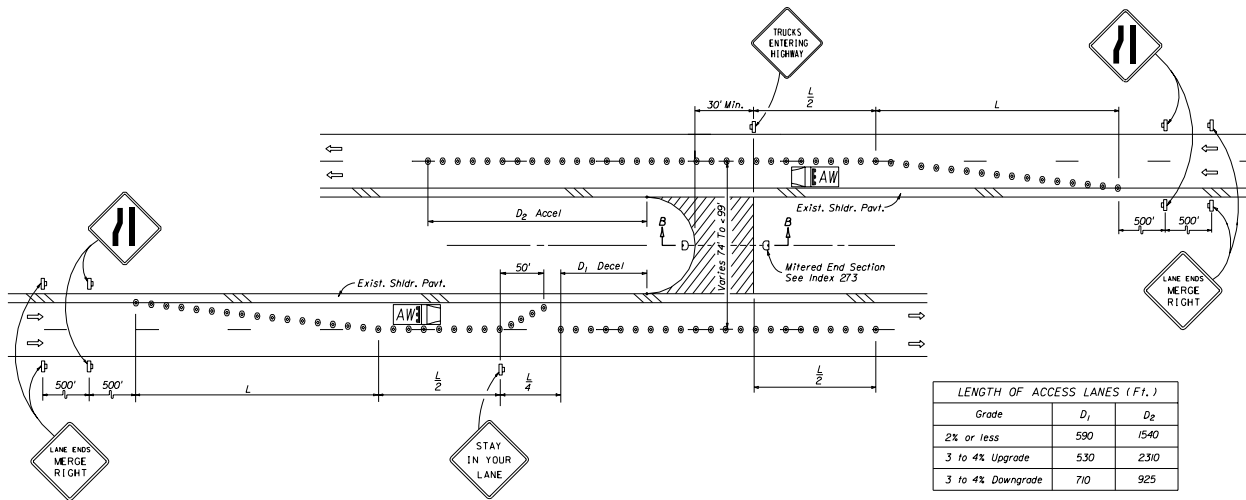 TRUCKS
ENTERING
HIGHWAY
30' Min.
L
2
L
AW
D2 Accel
B
B
Varies 74' To < 99'
Exist. Shldr. Pavt.
500'
500'
50'
D1 Decel
Mitered End Section
See Index 273
Exist. Shldr. Pavt.
AW
LANE ENDS
MERGE
RIGHT
500'
500'
L
L
2
L
4
L
2
LANE ENDS
MERGE
RIGHT
STAY
IN YOUR
LANE
LENGTH OF ACCESS LANES (Ft.)
Grade D1 D2
2% or less 590 1540
3 to 4% Upgrade 530 2310
3 to 4% Downgrade 710 925